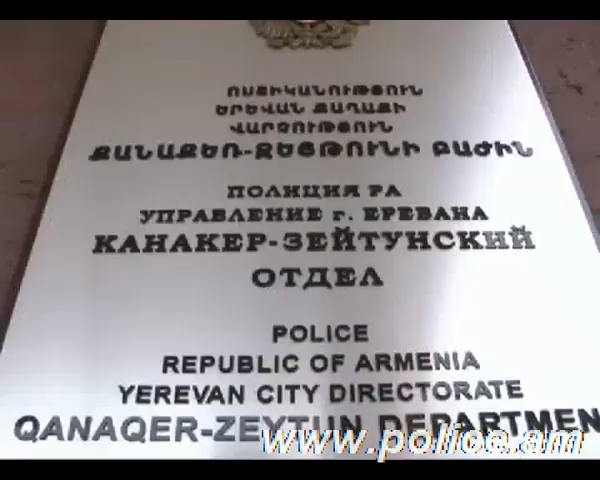 ՈՍՏԻԿԱՆՈՒԹՅՈՒՆ
ԵՐԵՎԱՆ ՔԱՂԱՔԻ
ՎԱՐՉՈՒԹՅՈՒՆ
ՔԱՆԱՔԵՌ-ԶԵՅԹՈՒՆԻ ԲԱԺԻՆ
ПОЛИЦИЯ РА
УПРАВЛЕНИЕ г. ЕРЕВАНА
КАНАКЕР-ЗЕЙТУНСКИЙ
ОТДЕЛ
POLICE
REPUBLIC OF ARMENIA
YEREVAN CITY DIRECTORATE
QANAQER-ZEYTUN DEPARTMEN
www.police.am